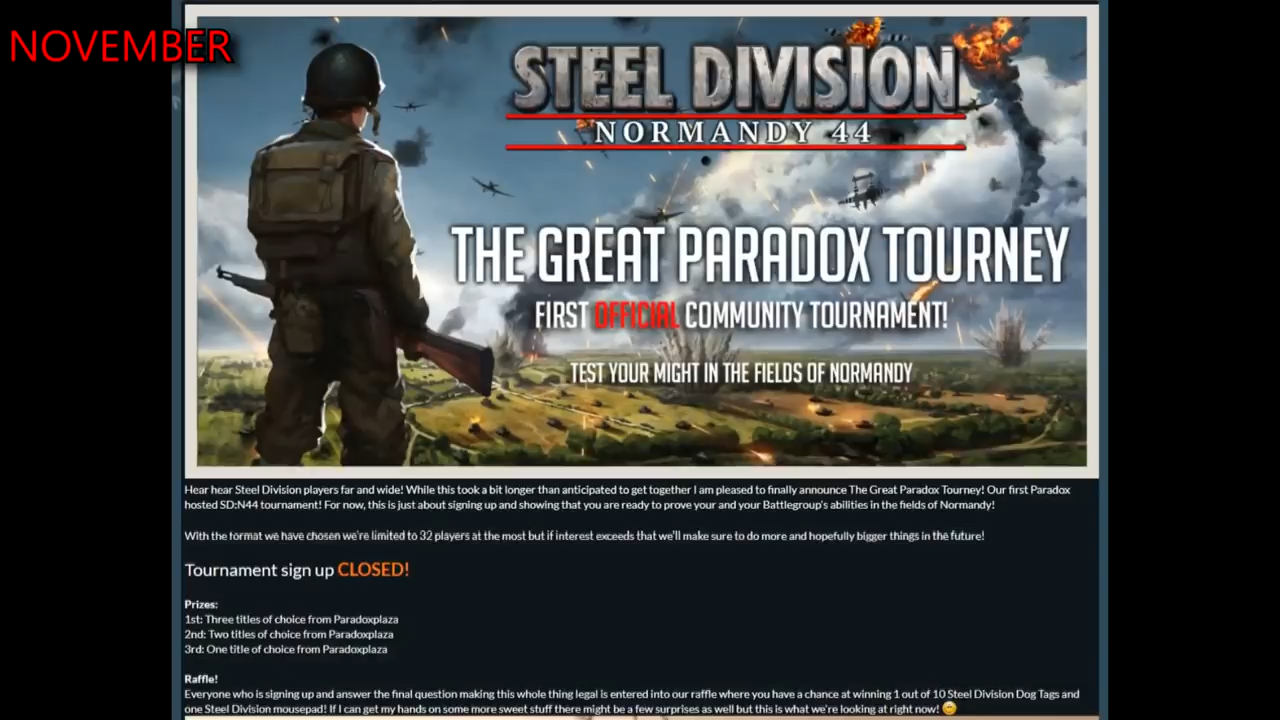 NOVEMBER
STEEL DIVISION
NORMANDY 44
THE GREAT PARADOX TOURNEY
FIRST OFFICIAL COMMUNITY TOURNAMENT!
TEST YOUR MIGHT IN THE FIELDS OF NORMANDY
Hear hear Steel Division players far and wide! While this took a bit longer than anticipated to get together I am pleased to finally announce The Great Paradox Tourney! Our first Paradox
hosted SD:N44 tournament! For now, this is just about signing up and showing that you are ready to prove your and your Battlegroup's abilities in the fields of Normandy!
With the format we have chosen we're limited to 32 players at the most but if interest exceeds that we'll make sure to do more and hopefully bigger things in the future!
Tournament sign up CLOSED!
Prizes:
1st: Three titles of choice from Paradoxplaza
2nd: Two titles of choice from Paradoxplaza
3rd: One title of choice from Paradoxplaza
Raffle!
Everyone who is signing up and answer the final question making this whole thing legal is entered into our raffle where you have a chance at winning 1 out of 10 Steel Division Dog Tags and
one Steel Division mousepad! If I can get my hands on some more sweet stuff there might be a few surprises as well but this is what we're looking at right now!